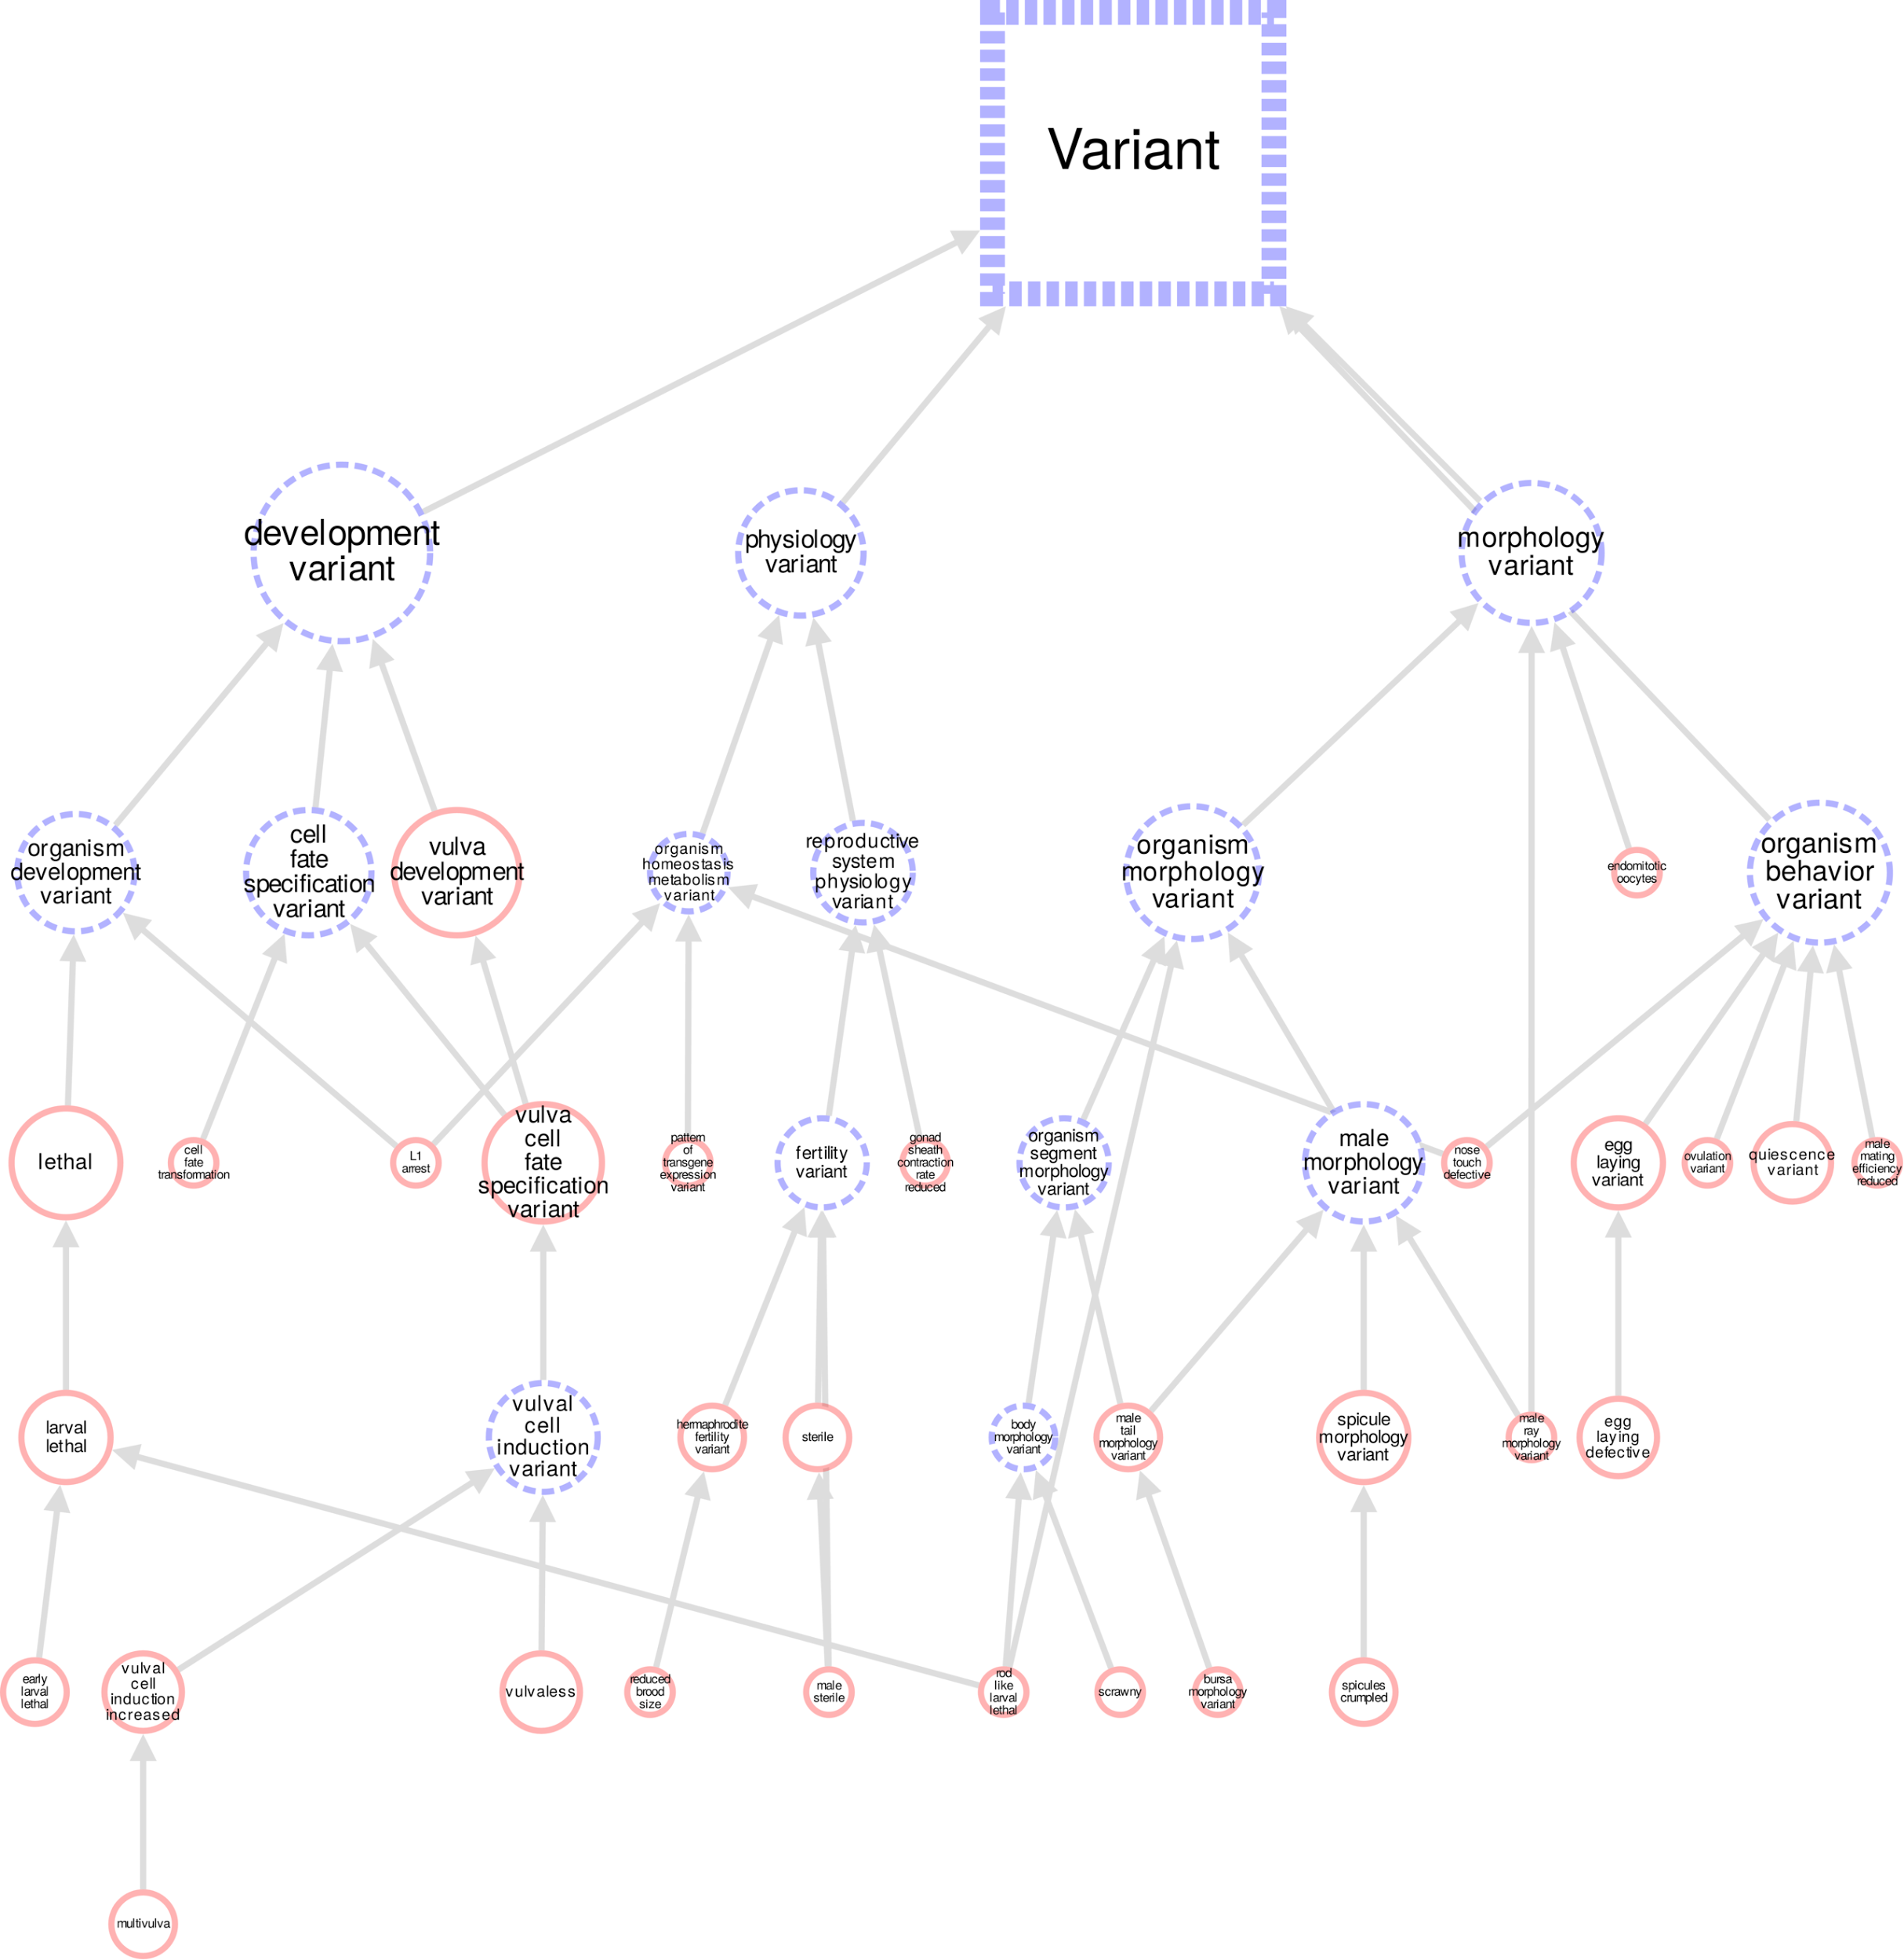 Variant
development
variant
physiology
variant
morphology
variant
organism
development
variant
cell
fate
specification
variant
vulva
development
variant
organism
homeostasis
metabolism
variant
reproductive
system
physiology
variant
organism
morphology
variant
endomitotic
oocytes
organism
behavior
variant
lethal
cell
fate
transformation
L1
arrest
vulva
cell
fate
specification
variant
pattern
of
transgene
expression
variant
fertility
variant
gonad
sheath
contraction
rate
reduced
organism
segment
morphology
variant
male
morphology
variant
nose
touch
defective
egg
laying
variant
ovulation
variant
quiescence
variant
male
mating
efficiency
reduced
larval
lethal
vulval
cell
induction
variant
hermaphrodite
fertility
variant
sterile
body
morphology
variant
male
tail
morphology
variant
spicule
morphology
variant
male
ray
morphology
variant
egg
laying
defective
early
larval
lethal
vulval
cell
induction
increased
vulvaless
reduced
brood
size
male
sterile
rod
like
larval
lethal
scrawny
bursa
morphology
variant
spicules
crumpled
multivulva